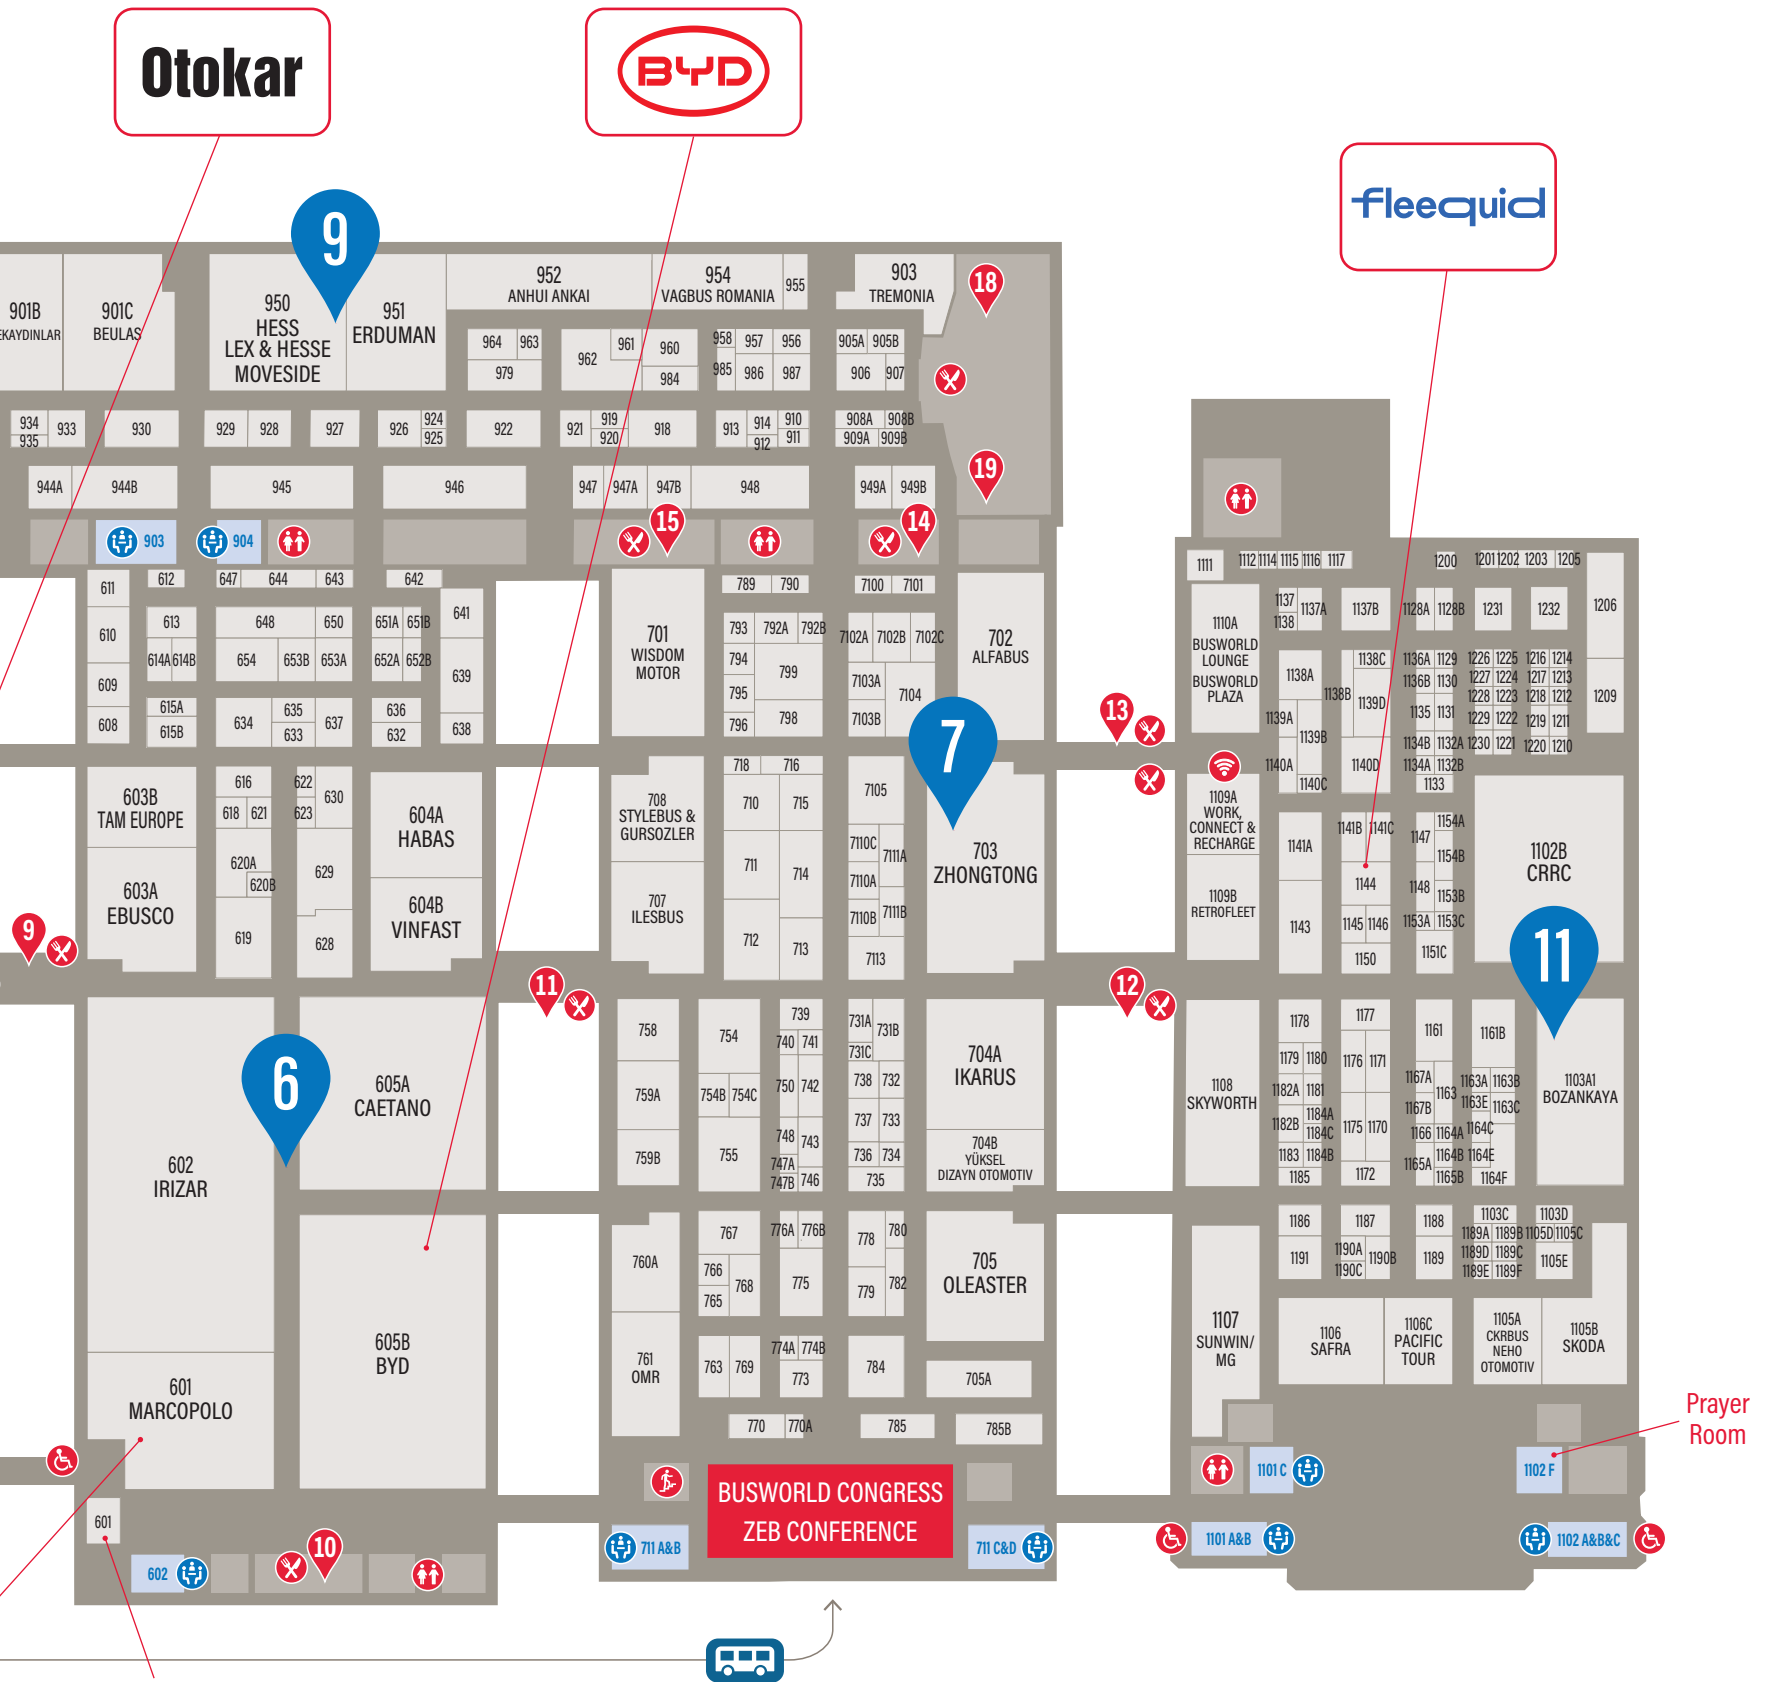 Otokar
BYD
fleequid
9
901B
EKAYDINLAR
901C
BEULAS
950
HESS
LEX & HESSE
MOVESIDE
951
ERDUMAN
952
ANHUI ANKAI
954
VAGBUS ROMANIA
955
903
TREMONIA
18
964 963
979
962 961 960
984
958 957 956
985 986 987
905A 905B
906 907
934 933
935
930
929 928
927
926 924
925
922
921 919 918
920
913 914 910
912 911
908A 908B
909A 909B
19
944A 944B
945
946
947 947A 947B 948
949A 949B
903
904
15
14
611
610
609
608
612
613
614A 614B
615A
615B
647 644 643
648 650
654 653B 653A
634 635 637
633
642
651A 651B
652A 652B
636
632
641
639
638
603B
TAM EUROPE
603A
EBUSCO
616
618 621
620A
620B
619
622
623
630
629
628
604A
HABAS
604B
VINFAST
9
11
6
602
IRIZAR
601
MARCOPOLO
605A
CAETANO
605B
BYD
601
602
10
701
WISDOM
MOTOR
789 790
793 792A 792B
794
795
796
799
798
7100 7101
7102A 7102B 7102C
7103A
7103B
7104
702
ALFABUS
7
708
STYLEBUS &
GURSOZLER
707
ILESBUS
718 716
710 715
711
714
712
713
7105
7110C
7111A
7110A
7110B
7111B
7113
703
ZHONGTONG
758
759A
759B
754
754B 754C
755
739
740 741
750 742
748 743
747A
747B 746
731A 731B
731C
738 732
737 733
736 734
735
704A
IKARUS
704B
YÜKSEL
DIZAYN OTOMOTIV
760A
761
OMR
767
766
765
768
763 769
776A 776B
775
774A 774B
773
778 780
779 782
784
705
OLEASTER
705A
770 770A
785
785B
BUSWORLD CONGRESS
ZEB CONFERENCE
711 A&B
711 C&D
13
12
1111
1112 1114 1115 1116 1117
1110A
BUSWORLD
LOUNGE
BUSWORLD
PLAZA
1137
1138
1137A
1137B
1138A
1138B
1138C
1139D
1139A
1139B
1140A
1140C
1140D
1200
1128A 1128B
1136A 1129
1136B 1130
1135 1131
1134B 1132A
1134A 1132B
1133
1201 1202 1203 1205
1231
1232
1226 1225
1227 1224
1228 1223
1229 1222
1230 1221
1216 1214
1217 1213
1218 1212
1219 1211
1220 1210
1206
1209
1109A
WORK,
CONNECT &
RECHARGE
1109B
RETROFLEET
1141A
1143
1141B 1141C
1144
1145 1146
1150
1147
1154A
1154B
1148
1153B
1153A 1153C
1151C
1102B
CRRC
11
1108
SKYWORTH
1178
1179 1180
1182A 1181
1182B
1184A
1184C
1183 1184B
1185
1177
1176 1171
1175 1170
1172
1161
1167A
1163
1167B
1166 1164A
1165A
1164B
1165B
1161B
1163A 1163B
1163E
1163C
1164C
1164E
1164F
1103A1
BOZANKAYA
1107
SUNWIN/
MG
1186
1191
1187
1190A
1190C
1190B
1188
1189
1103C
1189A 1189B
1189D 1189C
1189E 1189F
1103D
1105D 1105C
1105E
1106
SAFRA
1106C
PACIFIC
TOUR
1105A
CKRBUS
NEHO
OTOMOTIV
1105B
SKODA
Prayer
Room
1101 C
1102 F
1101 A&B
1102 A&B&C